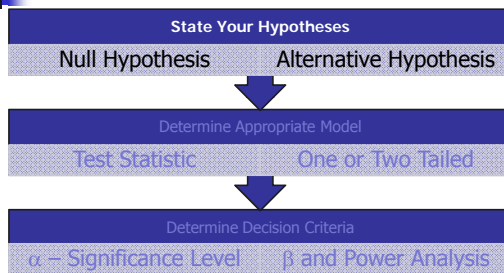 State Your Hypotheses
Null Hypothesis Alternative Hypothesis
Determine Appropriate Model
Test Statistic One or Two Tailed
Determine Decision Criteria
α – Significance Level β and Power Analysis